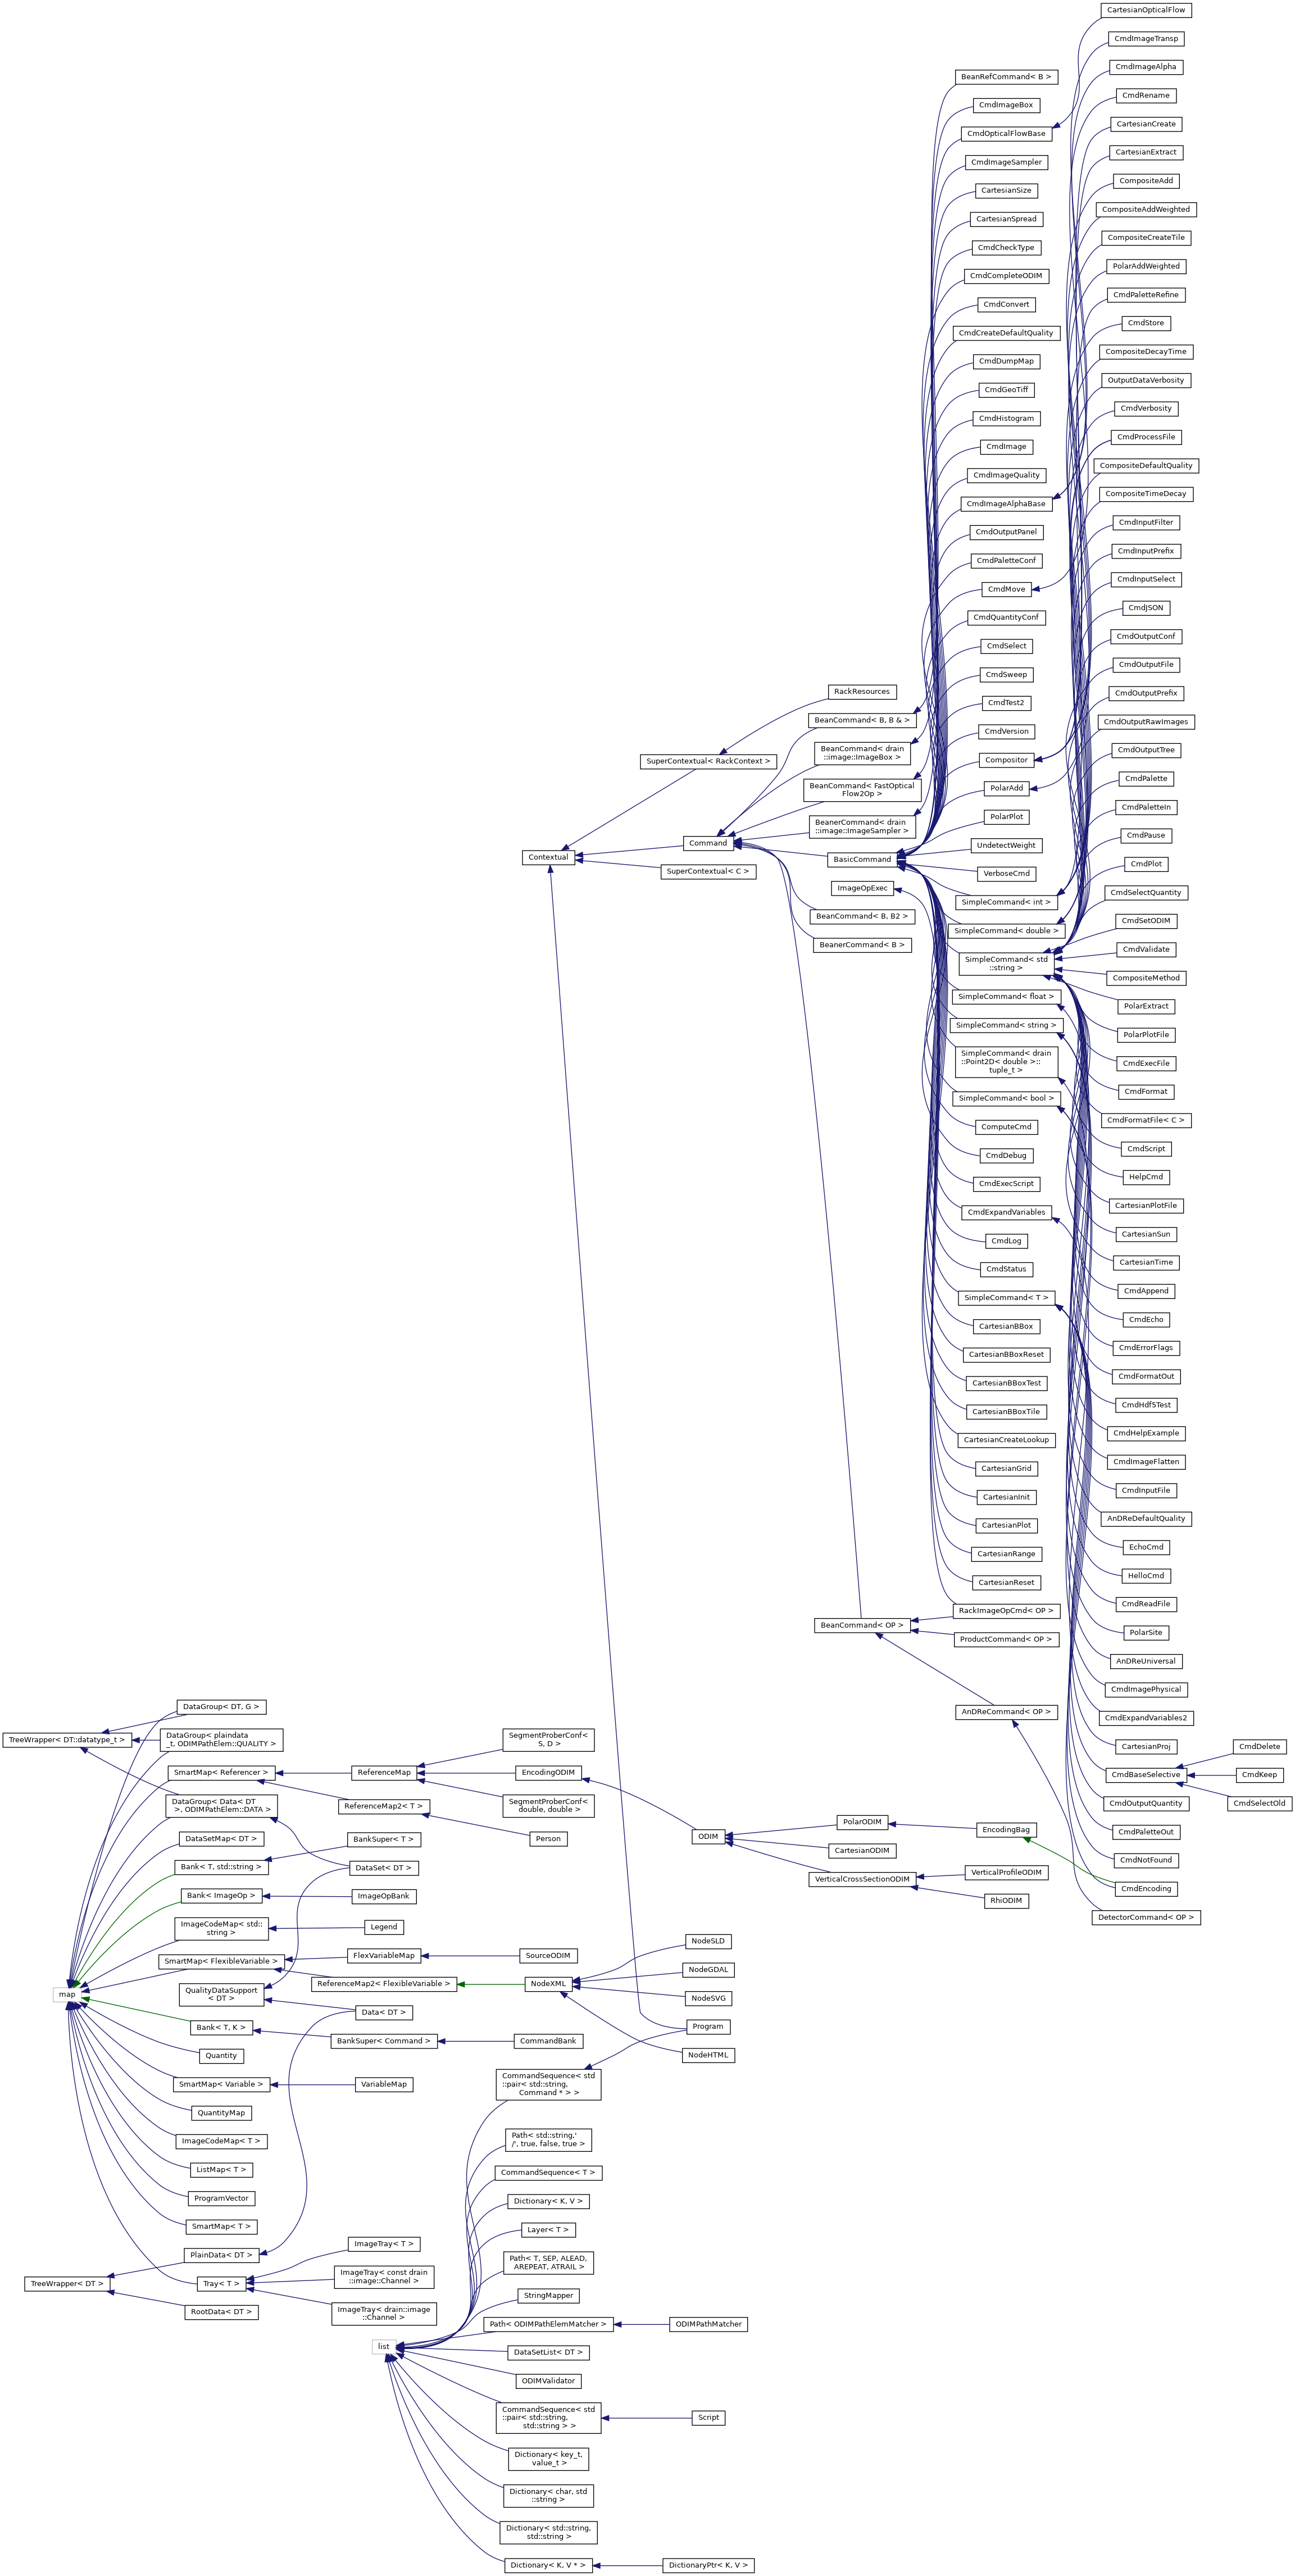 CartesianOpticalFlow
CmdImageTransp
CmdImageAlpha
CmdRename
CartesianCreate
CartesianExtract
CompositeAdd
CompositeAddWeighted
CompositeCreateTile
PolarAddWeighted
CmdPaletteRefine
CmdStore
CompositeDecayTime
OutputDataVerbosity
CmdVerbosity
CmdProcessFile
CompositeDefaultQuality
CompositeTimeDecay
CmdInputFilter
CmdInputPrefix
CmdInputSelect
CmdJSON
CmdOutputConf
CmdOutputFile
CmdOutputPrefix
CmdOutputRawImages
CmdOutputTree
CmdPalette
CmdPaletteIn
CmdPause
CmdPlot
CmdSelectQuantity
CmdSetODIM
CmdValidate
CompositeMethod
PolarExtract
PolarPlotFile
CmdExecFile
CmdFormat
CmdFormatFile< C >
CmdScript
HelpCmd
CartesianPlotFile
CartesianSun
CartesianTime
CmdAppend
CmdEcho
CmdErrorFlags
CmdFormatOut
CmdHdf5Test
CmdHelpExample
CmdImageFlatten
CmdInputFile
AnDReDefaultQuality
EchoCmd
HelloCmd
CmdReadFile
PolarSite
AnDReUniversal
CmdImagePhysical
CmdExpandVariables2
CartesianProj
CmdBaseSelective
CmdOutputQuantity
CmdPaletteOut
CmdNotFound
CmdEncoding
DetectorCommand< OP >
CmdDelete
CmdKeep
CmdSelectOld
BeanRefCommand< B >
CmdImageBox
CmdOpticalFlowBase
CmdImageSampler
CartesianSize
CartesianSpread
CmdCheckType
CmdCompleteODIM
CmdConvert
CmdCreateDefaultQuality
CmdDumpMap
CmdGeoTiff
CmdHistogram
CmdImage
CmdImageQuality
CmdImageAlphaBase
CmdOutputPanel
CmdPaletteConf
CmdMove
CmdQuantityConf
CmdSelect
CmdSweep
CmdTest2
CmdVersion
Compositor
PolarAdd
PolarPlot
UndetectWeight
VerboseCmd
SimpleCommand< int >
SimpleCommand< double >
SimpleCommand< std
::string >
SimpleCommand< float >
SimpleCommand< string >
SimpleCommand< drain
::Point2D< double >::
tuple_t >
SimpleCommand< bool >
ComputeCmd
CmdDebug
CmdExecScript
CmdExpandVariables
CmdLog
CmdStatus
SimpleCommand< T >
CartesianBBox
CartesianBBoxReset
CartesianBBoxTest
CartesianBBoxTile
CartesianCreateLookup
CartesianGrid
CartesianInit
CartesianPlot
CartesianRange
CartesianReset
RackImageOpCmd< OP >
ProductCommand< OP >
AnDReCommand< OP >
RackResources
BeanCommand< B, B & >
BeanCommand< drain
::image::ImageBox >
BeanCommand< FastOptical
Flow2Op >
BeanerCommand< drain
::image::ImageSampler >
BasicCommand
ImageOpExec
BeanCommand< B, B2 >
BeanerCommand< B >
BeanCommand< OP >
SuperContextual< RackContext >
Command
SuperContextual< C >
Contextual
DataGroup< DT, G >
TreeWrapper< DT::datatype_t >
DataGroup< plaindata
_t, ODIMPathElem::QUALITY >
SmartMap< Referencer >
DataGroup< Data< DT
>, ODIMPathElem::DATA >
DataSetMap< DT >
Bank< T, std::string >
Bank< ImageOp >
ImageCodeMap< std::
string >
SmartMap< FlexibleVariable >
QualityDataSupport
< DT >
map
Bank< T, K >
Quantity
SmartMap< Variable >
QuantityMap
ImageCodeMap< T >
ListMap< T >
ProgramVector
SmartMap< T >
PlainData< DT >
TreeWrapper< DT >
Tray< T >
RootData< DT >
ReferenceMap
ReferenceMap2< T >
BankSuper< T >
DataSet< DT >
ImageOpBank
Legend
FlexVariableMap
ReferenceMap2< FlexibleVariable >
Data< DT >
BankSuper< Command >
VariableMap
ImageTray< T >
ImageTray< const drain
::image::Channel >
ImageTray< drain::image
::Channel >
list
SegmentProberConf<
S, D >
EncodingODIM
SegmentProberConf<
double, double >
Person
SourceODIM
NodeXML
CommandBank
CommandSequence< std
::pair< std::string,
Command * > >
Path< std::string,'
/', true, false, true >
CommandSequence< T >
Dictionary< K, V >
Layer< T >
Path< T, SEP, ALEAD,
AREPEAT, ATRAIL >
StringMapper
Path< ODIMPathElemMatcher >
DataSetList< DT >
ODIMValidator
CommandSequence< std
::pair< std::string,
std::string > >
Dictionary< key_t,
value_t >
Dictionary< char, std
::string >
Dictionary< std::string,
std::string >
Dictionary< K, V * >
ODIM
NodeSLD
NodeGDAL
NodeSVG
Program
NodeHTML
ODIMPathMatcher
Script
DictionaryPtr< K, V >
PolarODIM
CartesianODIM
VerticalCrossSectionODIM
EncodingBag
VerticalProfileODIM
RhiODIM